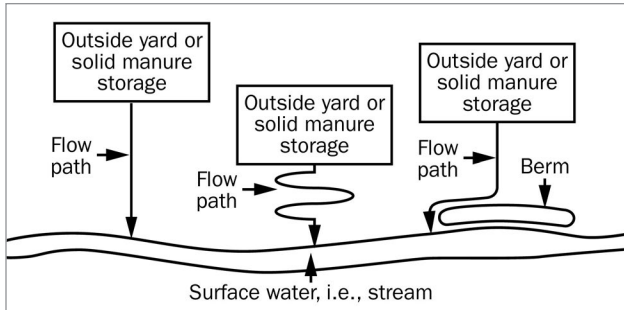 Outside yard or
solid manure
storage
Flow
path
Outside yard or
solid manure
storage
Flow
path
Outside yard or
solid manure
storage
Flow
path
Berm
Surface water, i.e., stream